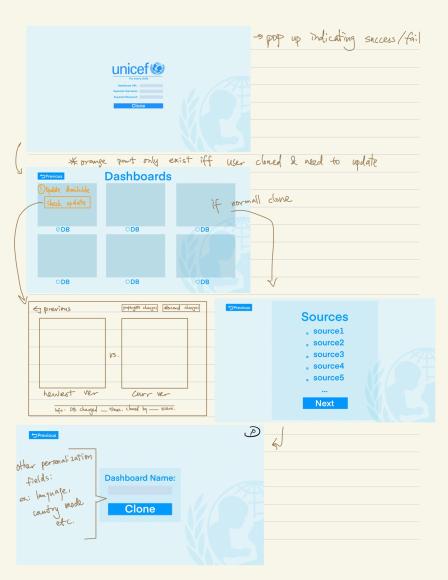 → pop up indicating success/fail
unicef
for every child
Dashboard URL:
Superset Username:
Superset Password:
Clone
* orange part only exist iff user cloned & need to update
Previous
Dashboards
Update Available
check update
if normall clone
DB
DB
DB
DB
DB
DB
previous
propagate changes
discard changes
vs.
newest ver
curr ver
info: DB changed __ times. cloned by __ users.
Previous
Sources
source1
source2
source3
source4
source5
...
Next
Previous
other personalization
fields:
ex: language,
country mode
etc.
Dashboard Name:
Clone